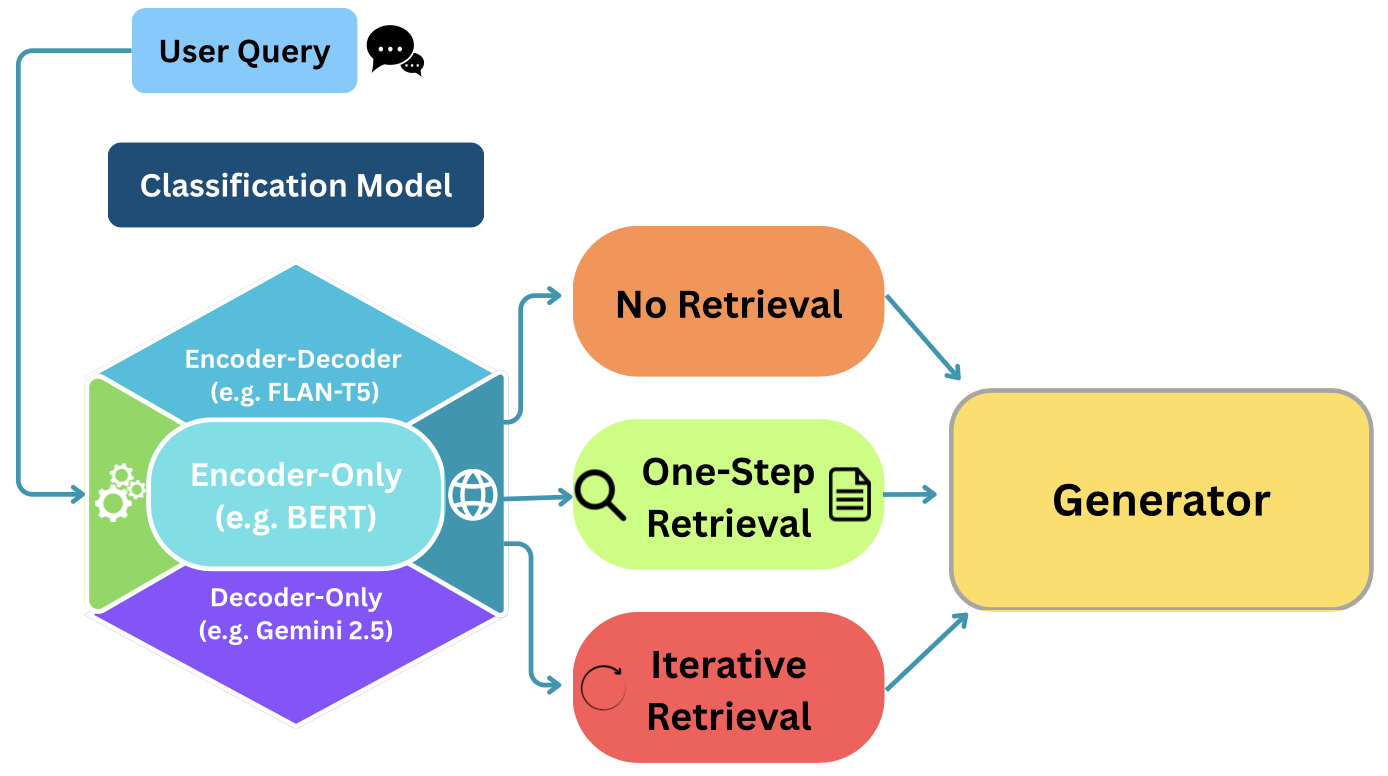 User Query
Classification Model
Encoder-Decoder
(e.g. FLAN-T5)
Encoder-Only
(e.g. BERT)
Decoder-Only
(e.g. Gemini 2.5)
No Retrieval
One-Step
Retrieval
Iterative
Retrieval
Generator